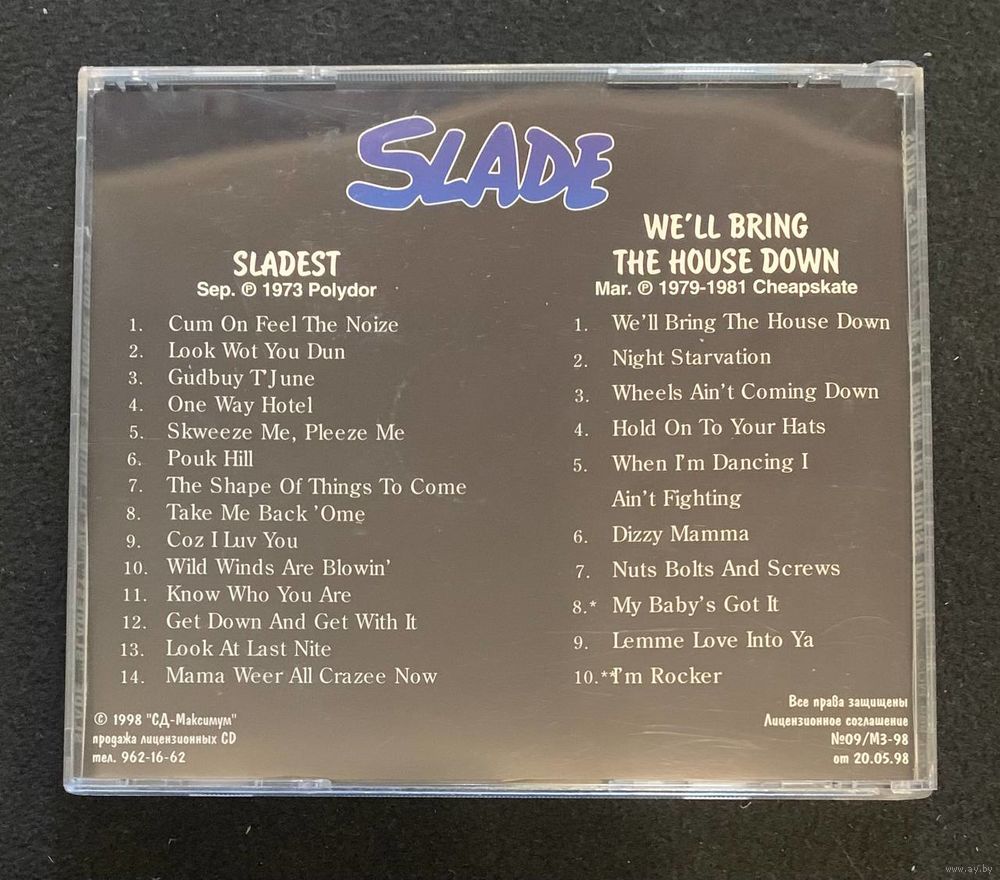 SLADE
SLADEST
Sep. ℗ 1973 Polydor
1. Cum On Feel The Noize
2. Look Wot You Dun
3. Gudbuy T'June
4. One Way Hotel
5. Skweeze Me, Pleeze Me
6. Pouk Hill
7. The Shape Of Things To Come
8. Take Me Back 'Ome
9. Coz I Luv You
10. Wild Winds Are Blowin'
11. Know Who You Are
12. Get Down And Get With It
13. Look At Last Nite
14. Mama Weer All Crazee Now
© 1998 "СД-Максимум"
продажа лицензионных CD
тел. 962-16-62
WE'LL BRING
THE HOUSE DOWN
Mar. ℗ 1979-1981 Cheapskate
1. We'll Bring The House Down
2. Night Starvation
3. Wheels Ain't Coming Down
4. Hold On To Your Hats
5. When I'm Dancing I
Ain't Fighting
6. Dizzy Mamma
7. Nuts Bolts And Screws
8.* My Baby's Got It
9. Lemme Love Into Ya
10.** I'm Rocker
Все права защищены
Лицензионное соглашение
№09/МЗ-98
от 20.05.98
www.ay.by